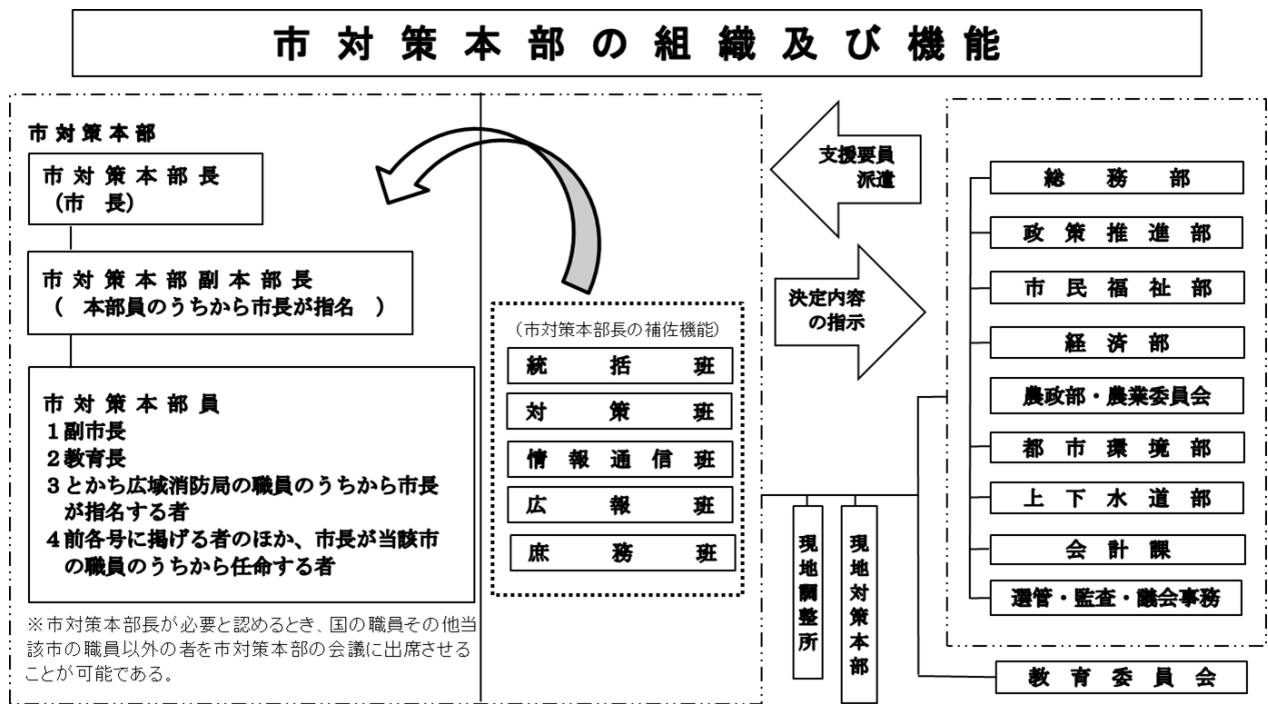 市対策本部の組織及び機能
市対策本部
市対策本部長
(市 長)
市対策本部副本部長
( 本部員のうちから市長が指名 )
市対策本部員
1副市長
2教育長
3とかち広域消防局の職員のうちから市長
が指名する者
4前各号に掲げる者のほか、市長が当該市
の職員のうちから任命する者
※市対策本部長が必要と認めるとき、国の職員その他当
該市の職員以外の者を市対策本部の会議に出席させる
ことが可能である。
(市対策本部長の補佐機能)
統括班
対策班
情報通信班
広報班
庶務班
支援要員
派遣
決定内容
の指示
現地調整所
現地対策本部
総務部
政策推進部
市民福祉部
経済部
農政部・農業委員会
都市環境部
上下水道部
会計課
選管・監査・議会事務
教育委員会